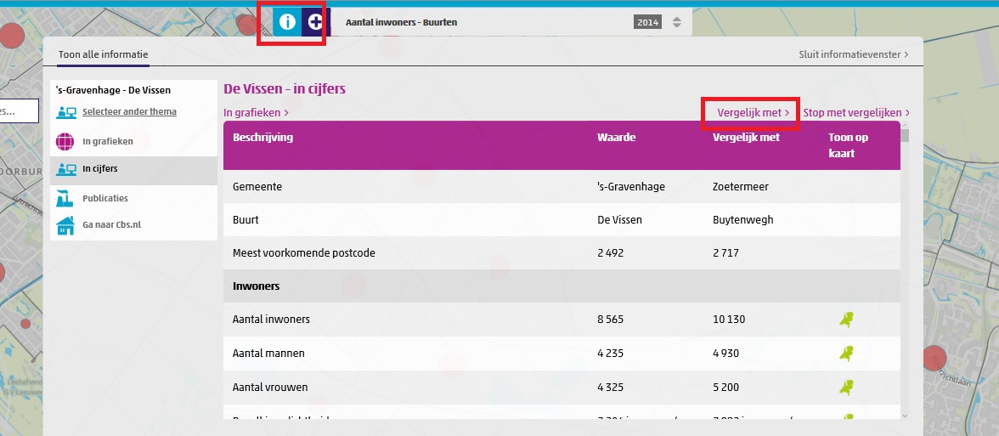 Aantal inwoners - Buurten 2014
Toon alle informatie
Sluit informatievenster >
's-Gravenhage - De Vissen
Selecteer ander thema
In grafieken
In cijfers
Publicaties
Ga naar Cbs.nl
De Vissen - in cijfers
In grafieken > Vergelijk met > Stop met vergelijken >
Beschrijving Waarde Vergelijk met Toon op
kaart
Gemeente 's-Gravenhage Zoetermeer
Buurt De Vissen Buytenwegh
Meest voorkomende postcode 2 492 2 717
Inwoners
Aantal inwoners 8 565 10 130
Aantal mannen 4 235 4 930
Aantal vrouwen 4 325 5 200